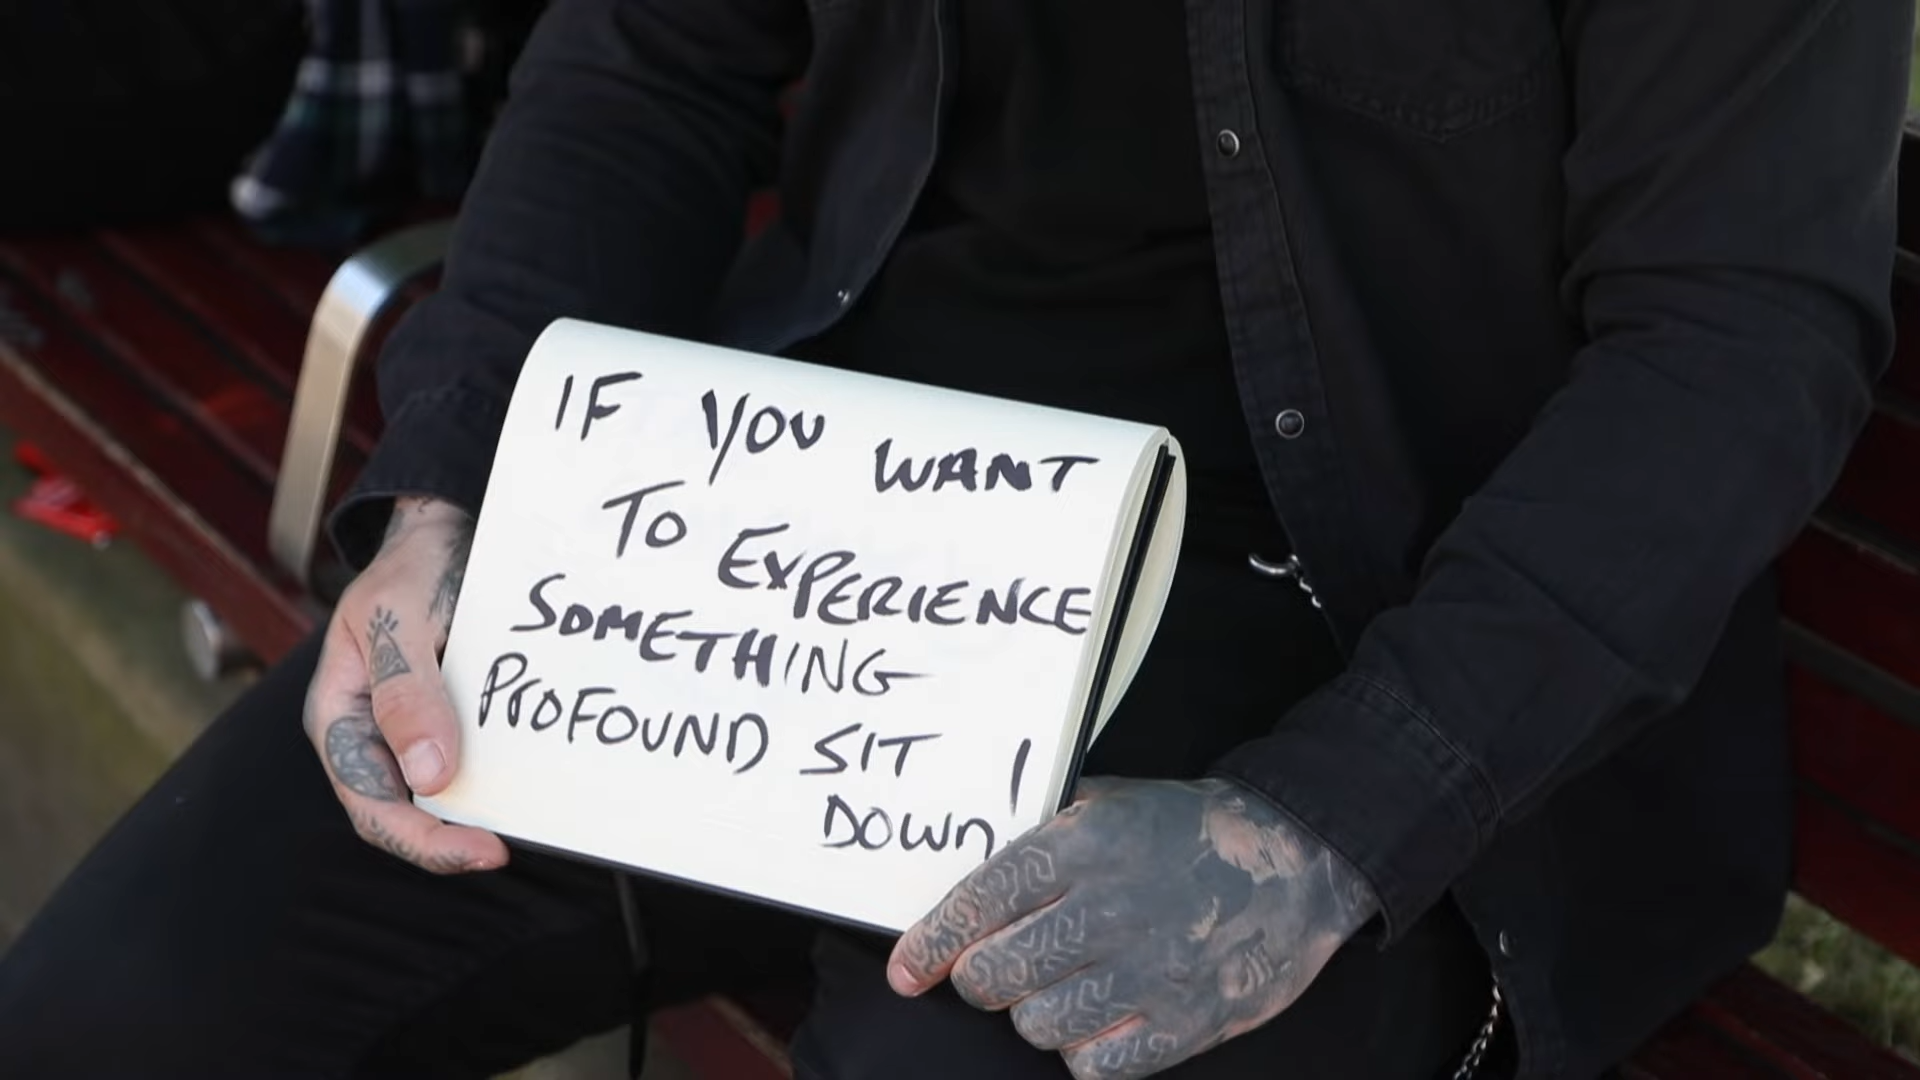 IF YOU WANT
TO EXPERIENCE
SOMETHING
PROFOUND SIT
DOWN!